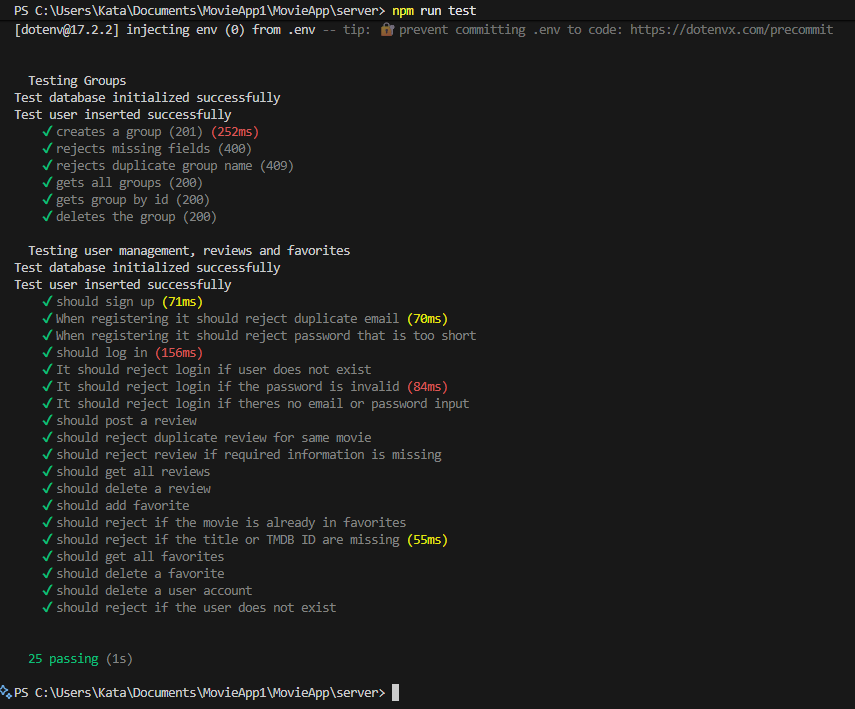 PS C:\Users\Kata\Documents\MovieApp1\MovieApp\server> npm run test
[dotenv@17.2.2] injecting env (0) from .env -- tip: 🔐 prevent committing .env to code: https://dotenvx.com/precommit
Testing Groups
Test database initialized successfully
Test user inserted successfully
✓ creates a group (201) (252ms)
✓ rejects missing fields (400)
✓ rejects duplicate group name (409)
✓ gets all groups (200)
✓ gets group by id (200)
✓ deletes the group (200)
Testing user management, reviews and favorites
Test database initialized successfully
Test user inserted successfully
✓ should sign up (71ms)
✓ When registering it should reject duplicate email (70ms)
✓ When registering it should reject password that is too short
✓ should log in (156ms)
✓ It should reject login if user does not exist
✓ It should reject login if the password is invalid (84ms)
✓ It should reject login if theres no email or password input
✓ should post a review
✓ should reject duplicate review for same movie
✓ should reject review if required information is missing
✓ should get all reviews
✓ should delete a review
✓ should add favorite
✓ should reject if the movie is already in favorites
✓ should reject if the title or TMDB ID are missing (55ms)
✓ should get all favorites
✓ should delete a favorite
✓ should delete a user account
✓ should reject if the user does not exist
25 passing (1s)
PS C:\Users\Kata\Documents\MovieApp1\MovieApp\server>